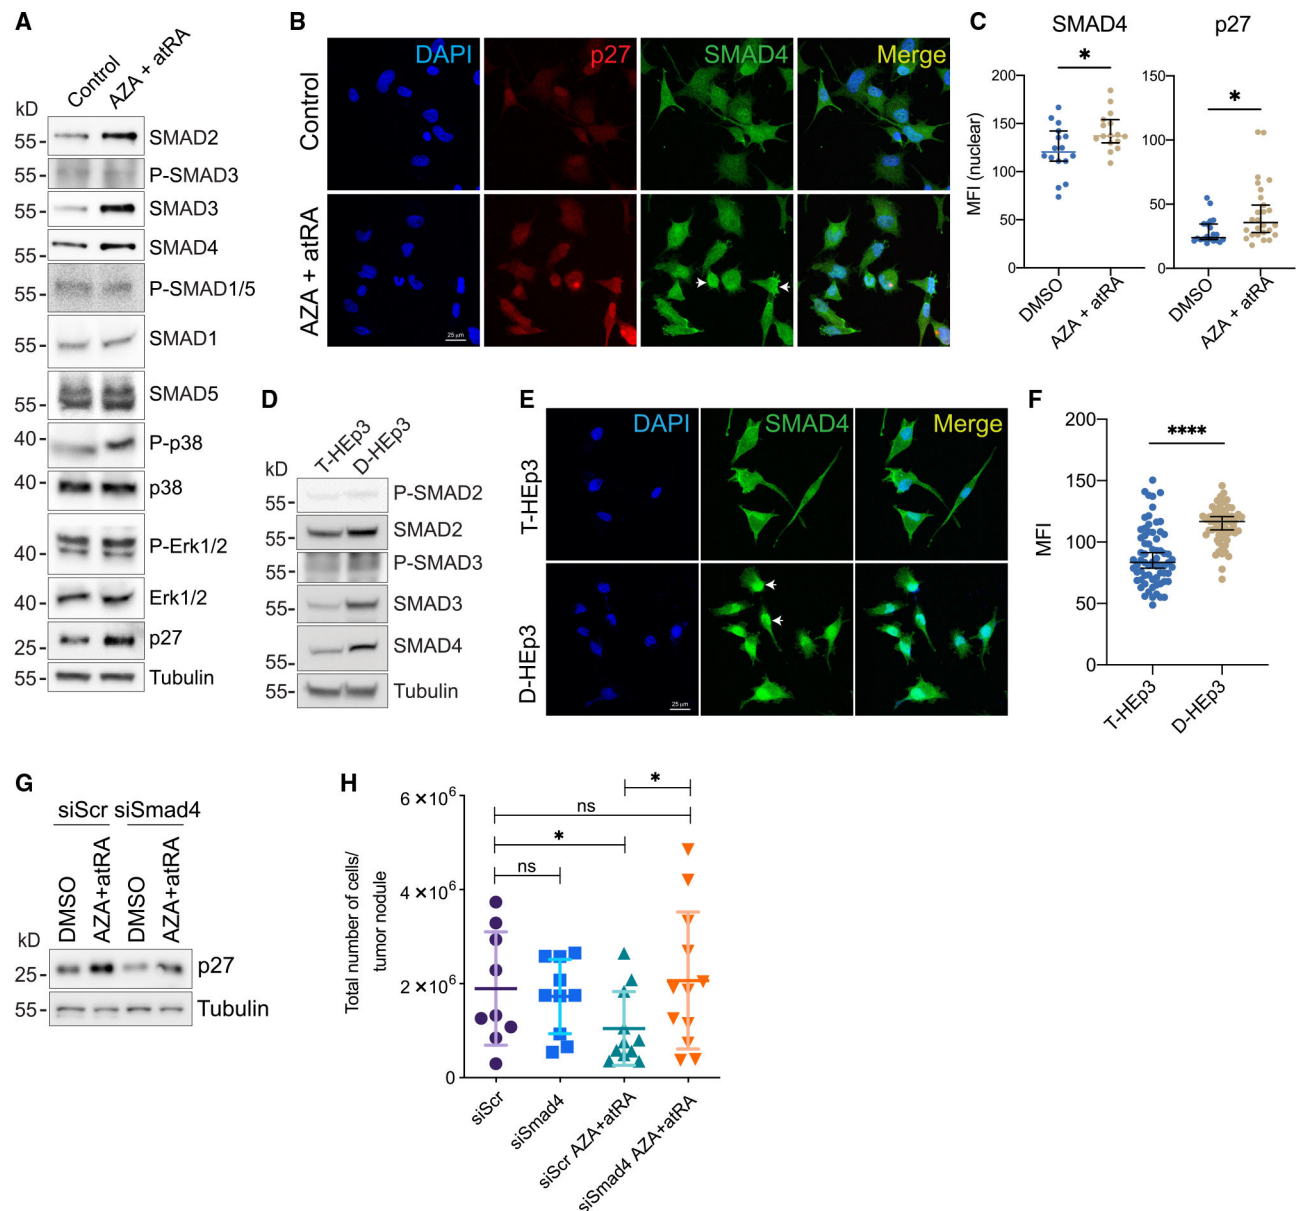 A
Control
AZA + atRA
kD
55
SMAD2
55
P-SMAD3
55
SMAD3
55
SMAD4
P-SMAD1/5
55
SMAD1
55
SMAD5
40
P-p38
40
p38
40
P-Erk1/2
40
Erk1/2
25
p27
55
Tubulin
B
DAPI
p27
SMAD4
Merge
Control
AZA + atRA
25 μm
C
SMAD4
p27
*
*
MFI (nuclear)
200
150
100
50
0
150
100
50
0
DMSO
AZA + atRA
DMSO
AZA + atRA
D
T-HEp3
D-HEp3
kD
55
P-SMAD2
55
SMAD2
55
P-SMAD3
55
SMAD3
55
SMAD4
55
Tubulin
E
DAPI
SMAD4
Merge
T-HEp3
D-HEp3
25 μm
F
****
MFI
200
150
100
50
0
T-HEp3
D-HEp3
G
siScr siSmad4
DMSO
AZA+atRA
DMSO
AZA+atRA
kD
25
p27
55
Tubulin
H
*
ns
*
ns
Total number of cells/
tumor nodule
6×10⁶
4×10⁶
2×10⁶
0
siScr
siSmad4
siScr AZA+atRA
siSmad4 AZA+atRA